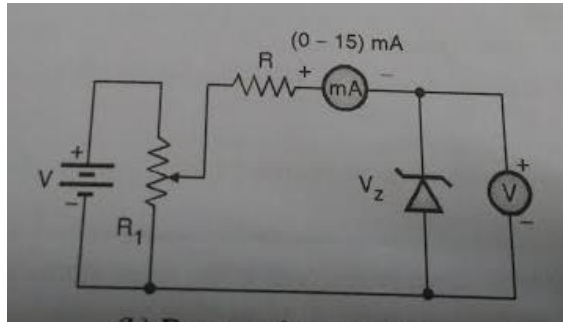 (0 – 15) mA
R
+
–
mA
+
V
–
R1
Vz
+
V
–